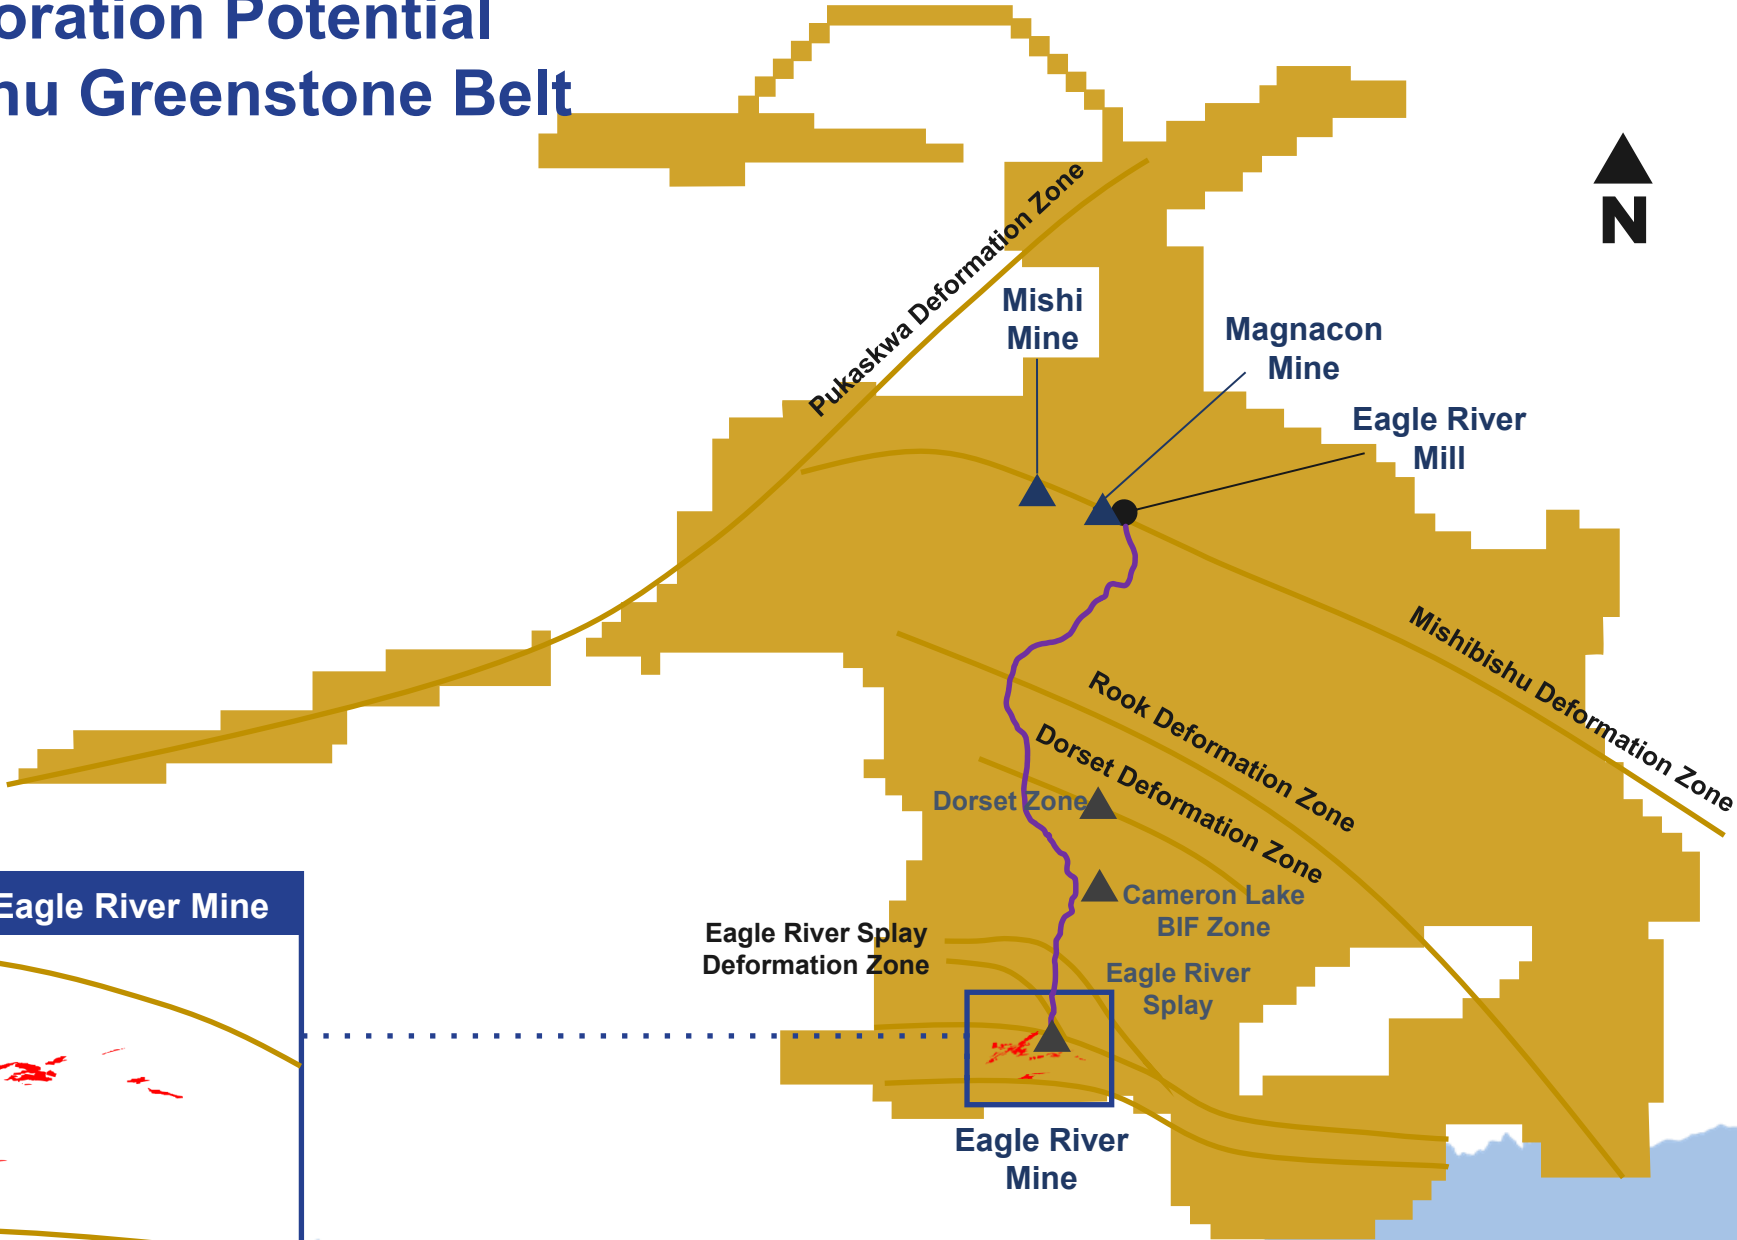 oration Potential
nu Greenstone Belt
N
Pukaskwa Deformation Zone
Mishi
Mine
Magnacon
Mine
Eagle River
Mill
Mishibishu Deformation Zone
Rook Deformation Zone
Dorset Deformation Zone
Dorset Zone
Cameron Lake
BIF Zone
Eagle River Mine
Eagle River Splay
Deformation Zone
Eagle River
Splay
Eagle River
Mine